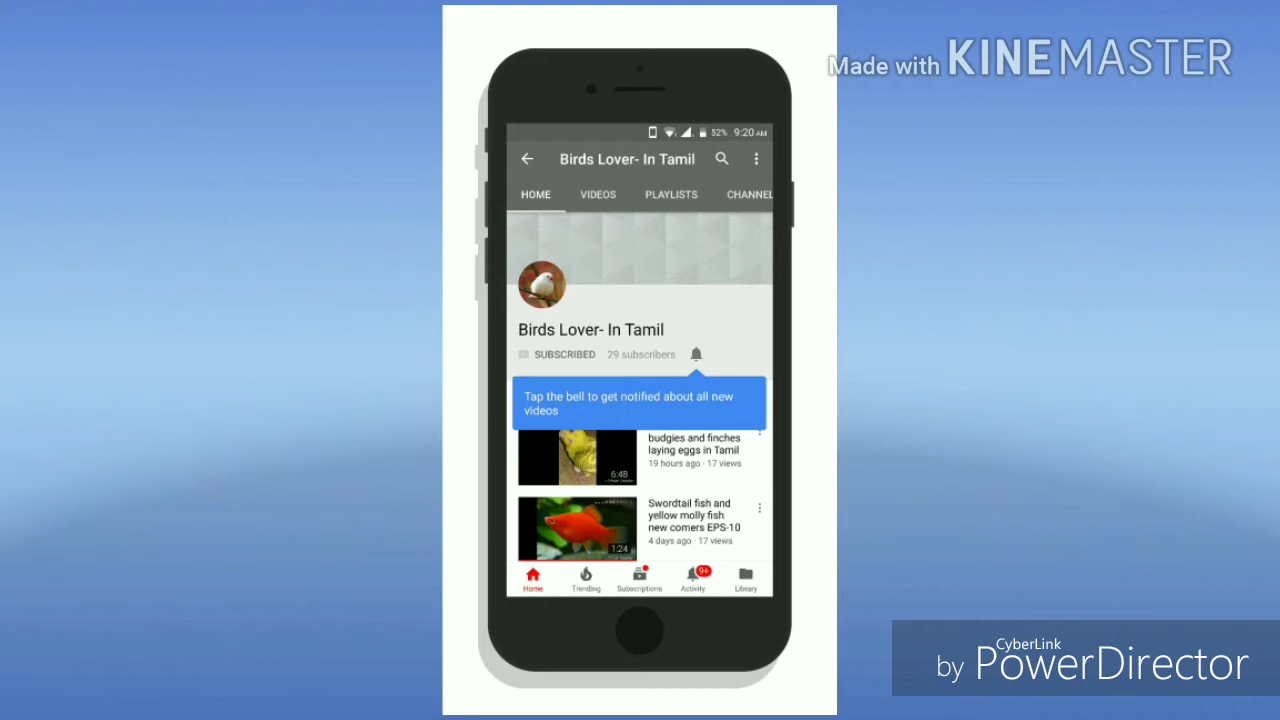 Made with KINEMASTER
52% 9:20 AM
Birds Lover- In Tamil
HOME VIDEOS PLAYLISTS CHANNEL
Birds Lover- In Tamil
SUBSCRIBED 29 subscribers
Tap the bell to get notified about all new
videos
budgies and finches
laying eggs in Tamil
19 hours ago · 17 views
6:48
Swordtail fish and
yellow molly fish
new comers EPS-10
4 days ago · 17 views
1:24
9+
Home Trending Subscriptions Activity Library
CyberLink
by PowerDirector